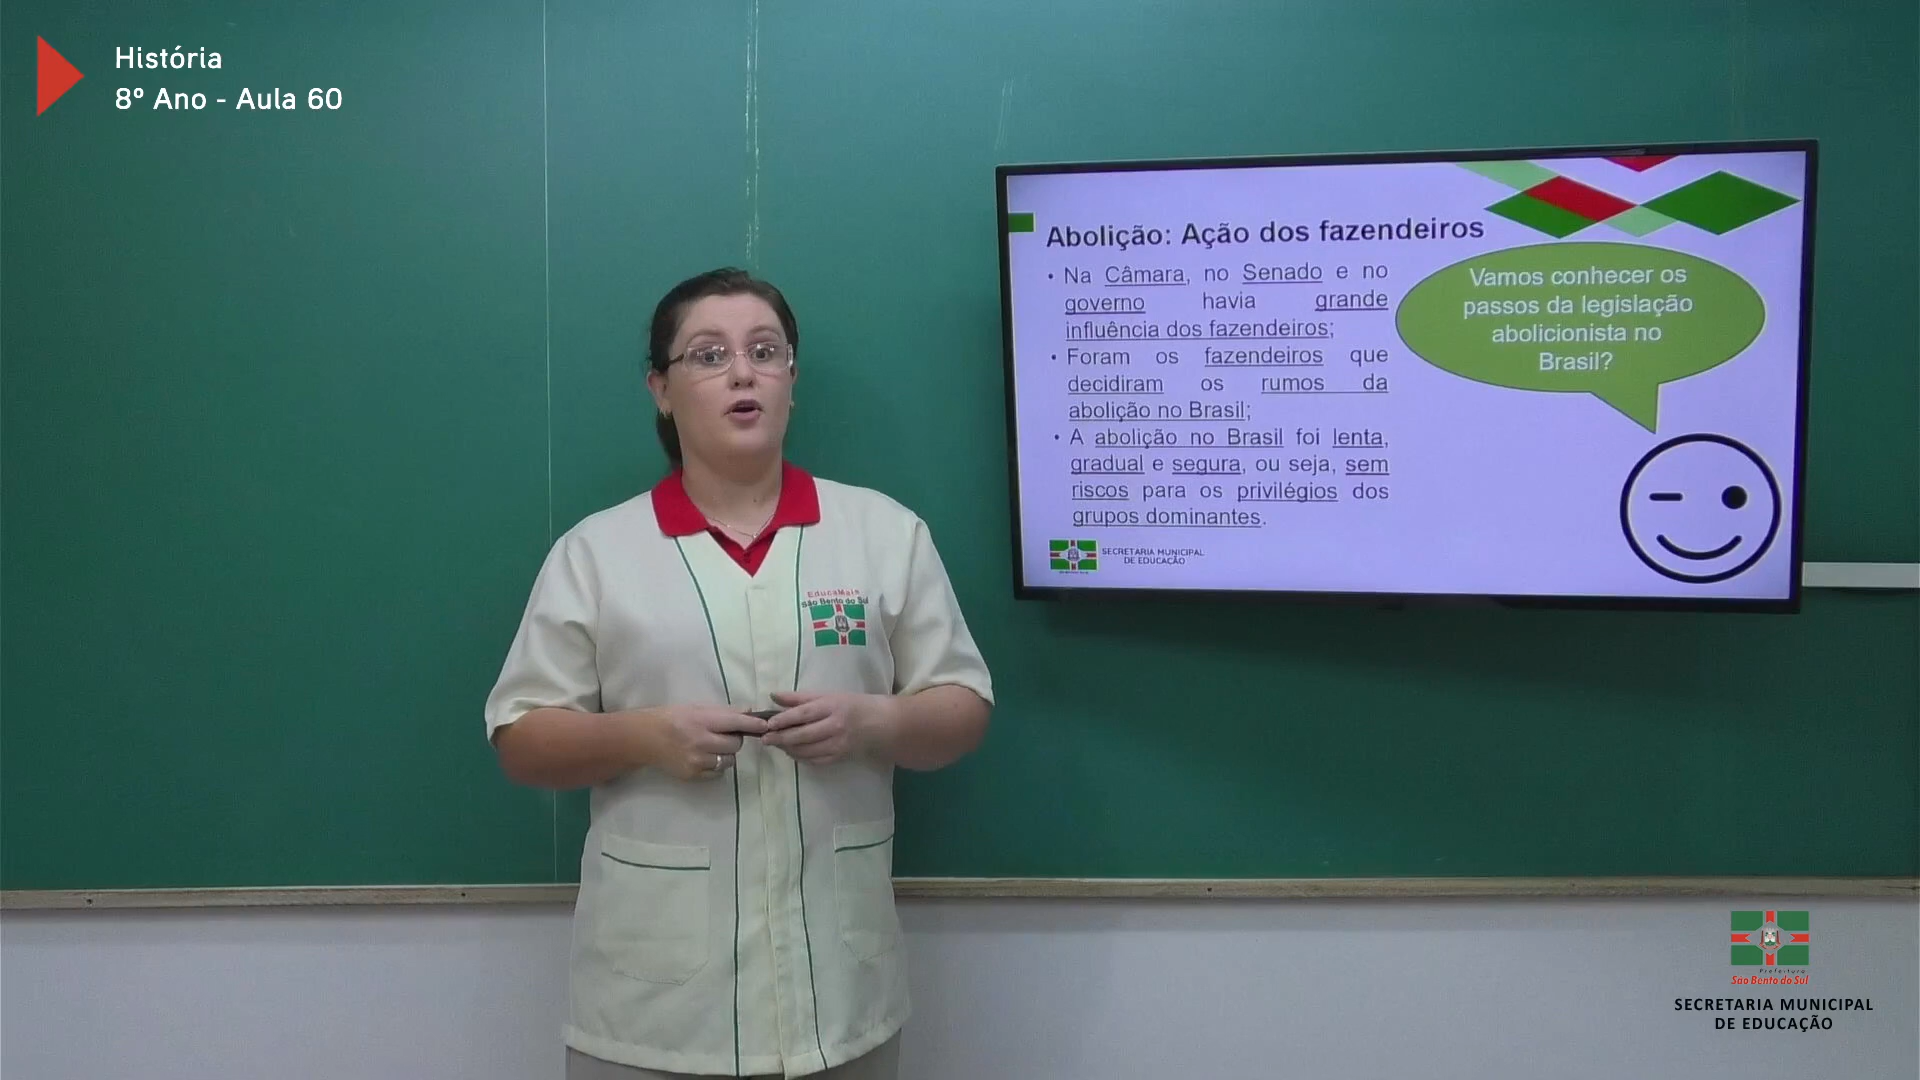 História
8º Ano - Aula 60
Abolição: Ação dos fazendeiros
• Na Câmara, no Senado e no
governo havia grande
influência dos fazendeiros;
• Foram os fazendeiros que
decidiram os rumos da
abolição no Brasil;
• A abolição no Brasil foi lenta,
gradual e segura, ou seja, sem
riscos para os privilégios dos
grupos dominantes.
Vamos conhecer os
passos da legislação
abolicionista no
Brasil?
SECRETARIA MUNICIPAL
DE EDUCAÇÃO
EducaMais
São Bento do Sul
Prefeitura
São Bento do Sul
SECRETARIA MUNICIPAL
DE EDUCAÇÃO